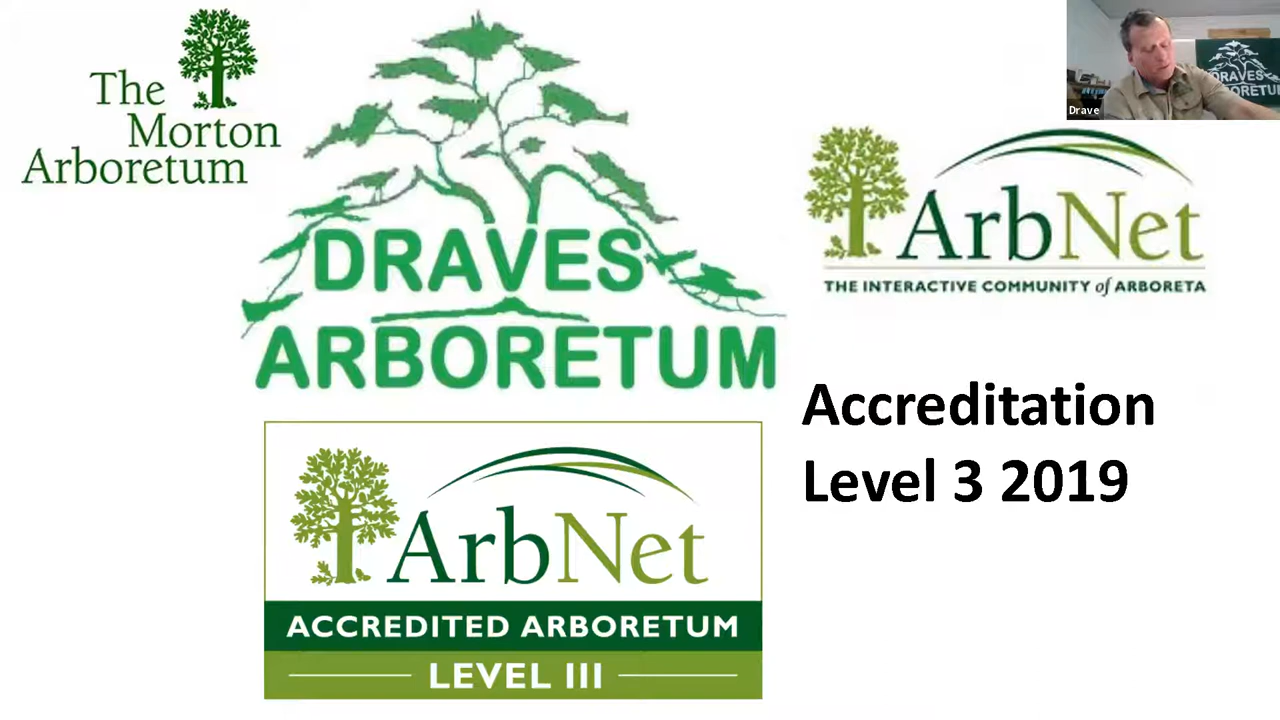 The
Morton
Arboretum
DRAVES
ARBORETUM
Drave
DRAVES
ArbNet
THE INTERACTIVE COMMUNITY of ARBORETA
Accreditation
Level 3 2019
ArbNet
ACCREDITED ARBORETUM
LEVEL III